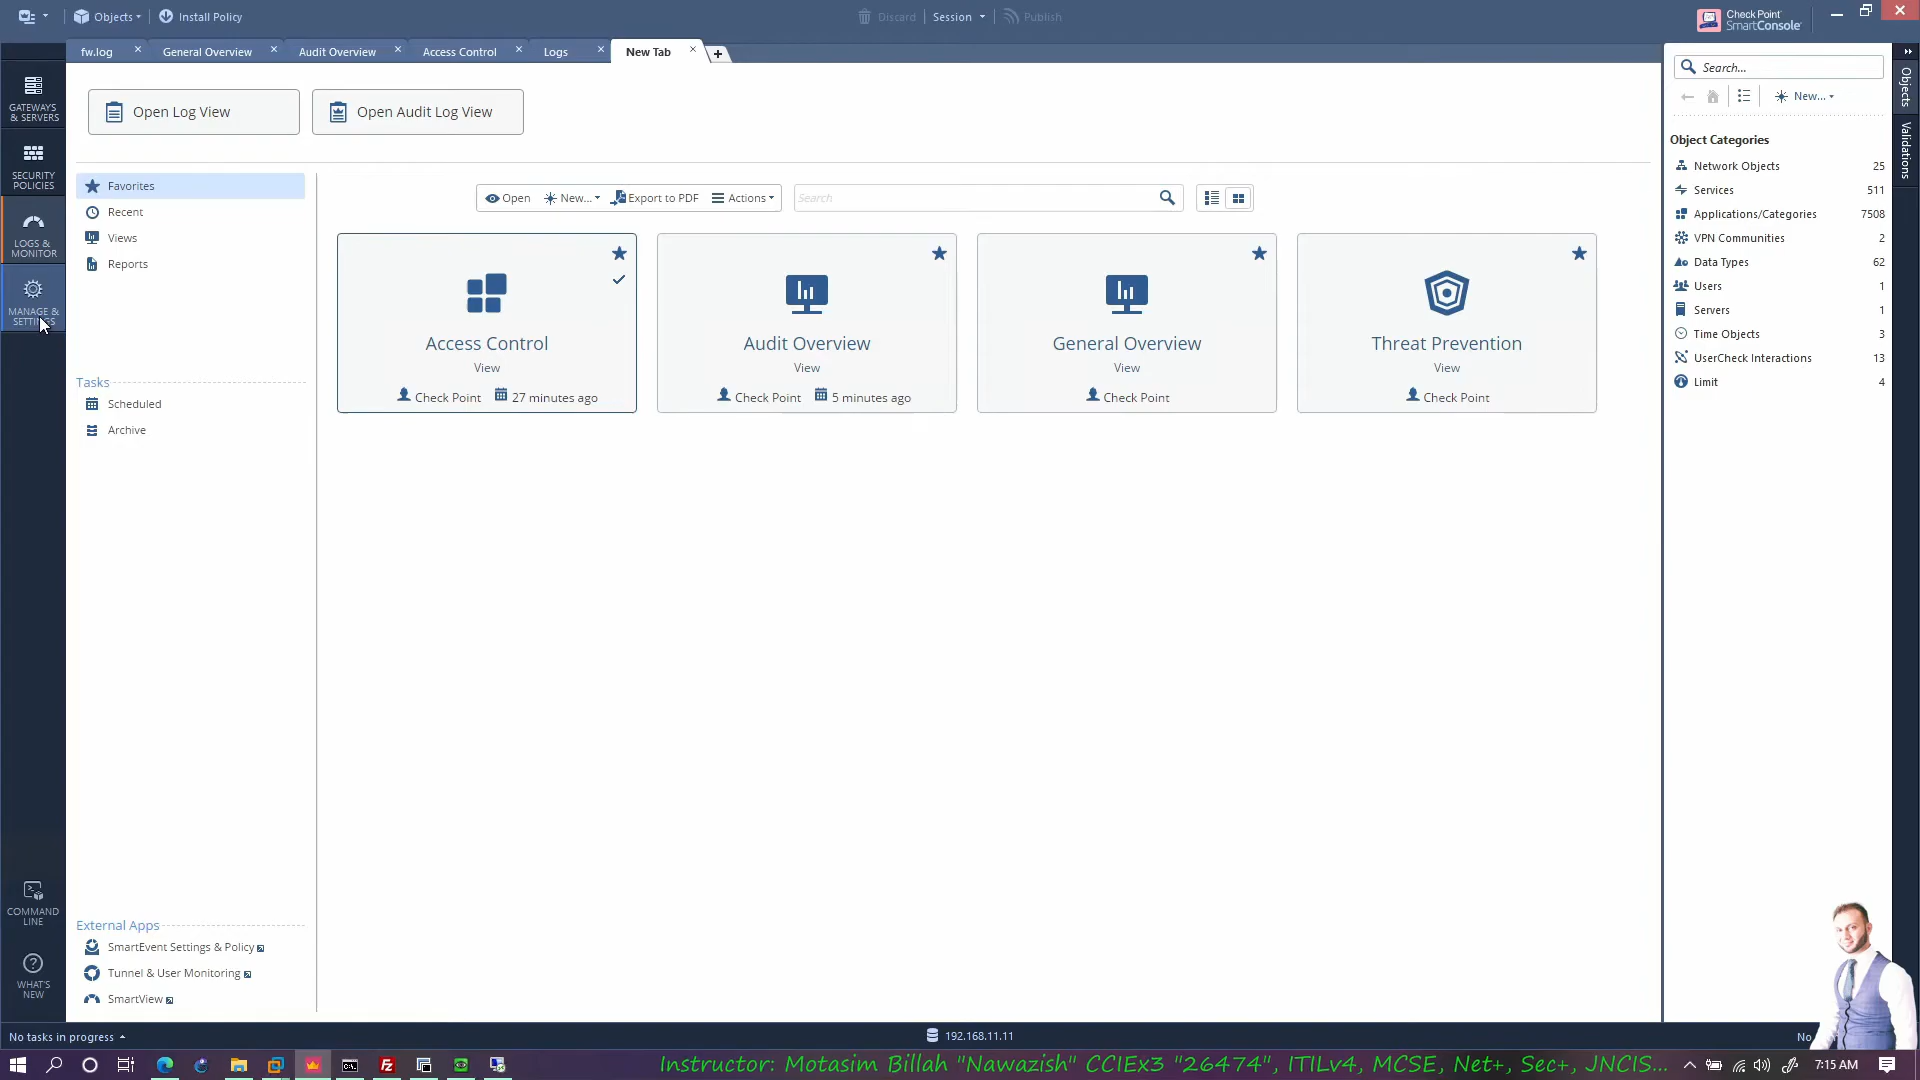 Objects
Install Policy
Discard
Session
Publish
Check Point
SmartConsole
fw.log
General Overview
Audit Overview
Access Control
Logs
New Tab
GATEWAYS
& SERVERS
SECURITY
POLICIES
LOGS &
MONITOR
MANAGE &
SETTINGS
COMMAND
LINE
WHAT'S
NEW
Open Log View
Open Audit Log View
Favorites
Recent
Views
Reports
Tasks
Scheduled
Archive
External Apps
SmartEvent Settings & Policy
Tunnel & User Monitoring
SmartView
Open
New...
Export to PDF
Actions
Search
Access Control
View
Check Point
27 minutes ago
Audit Overview
View
Check Point
5 minutes ago
General Overview
View
Check Point
Threat Prevention
View
Check Point
Search...
New...
Object Categories
Network Objects 25
Services 511
Applications/Categories 7508
VPN Communities 2
Data Types 62
Users 1
Servers 1
Time Objects 3
UserCheck Interactions 13
Limit 4
Objects
Validations
No tasks in progress
192.168.11.11
No
Instructor: Motasim Billah "Nawazish" CCIEx3 "26474", ITILv4, MCSE, Net+, Sec+, JNCIS...
7:15 AM